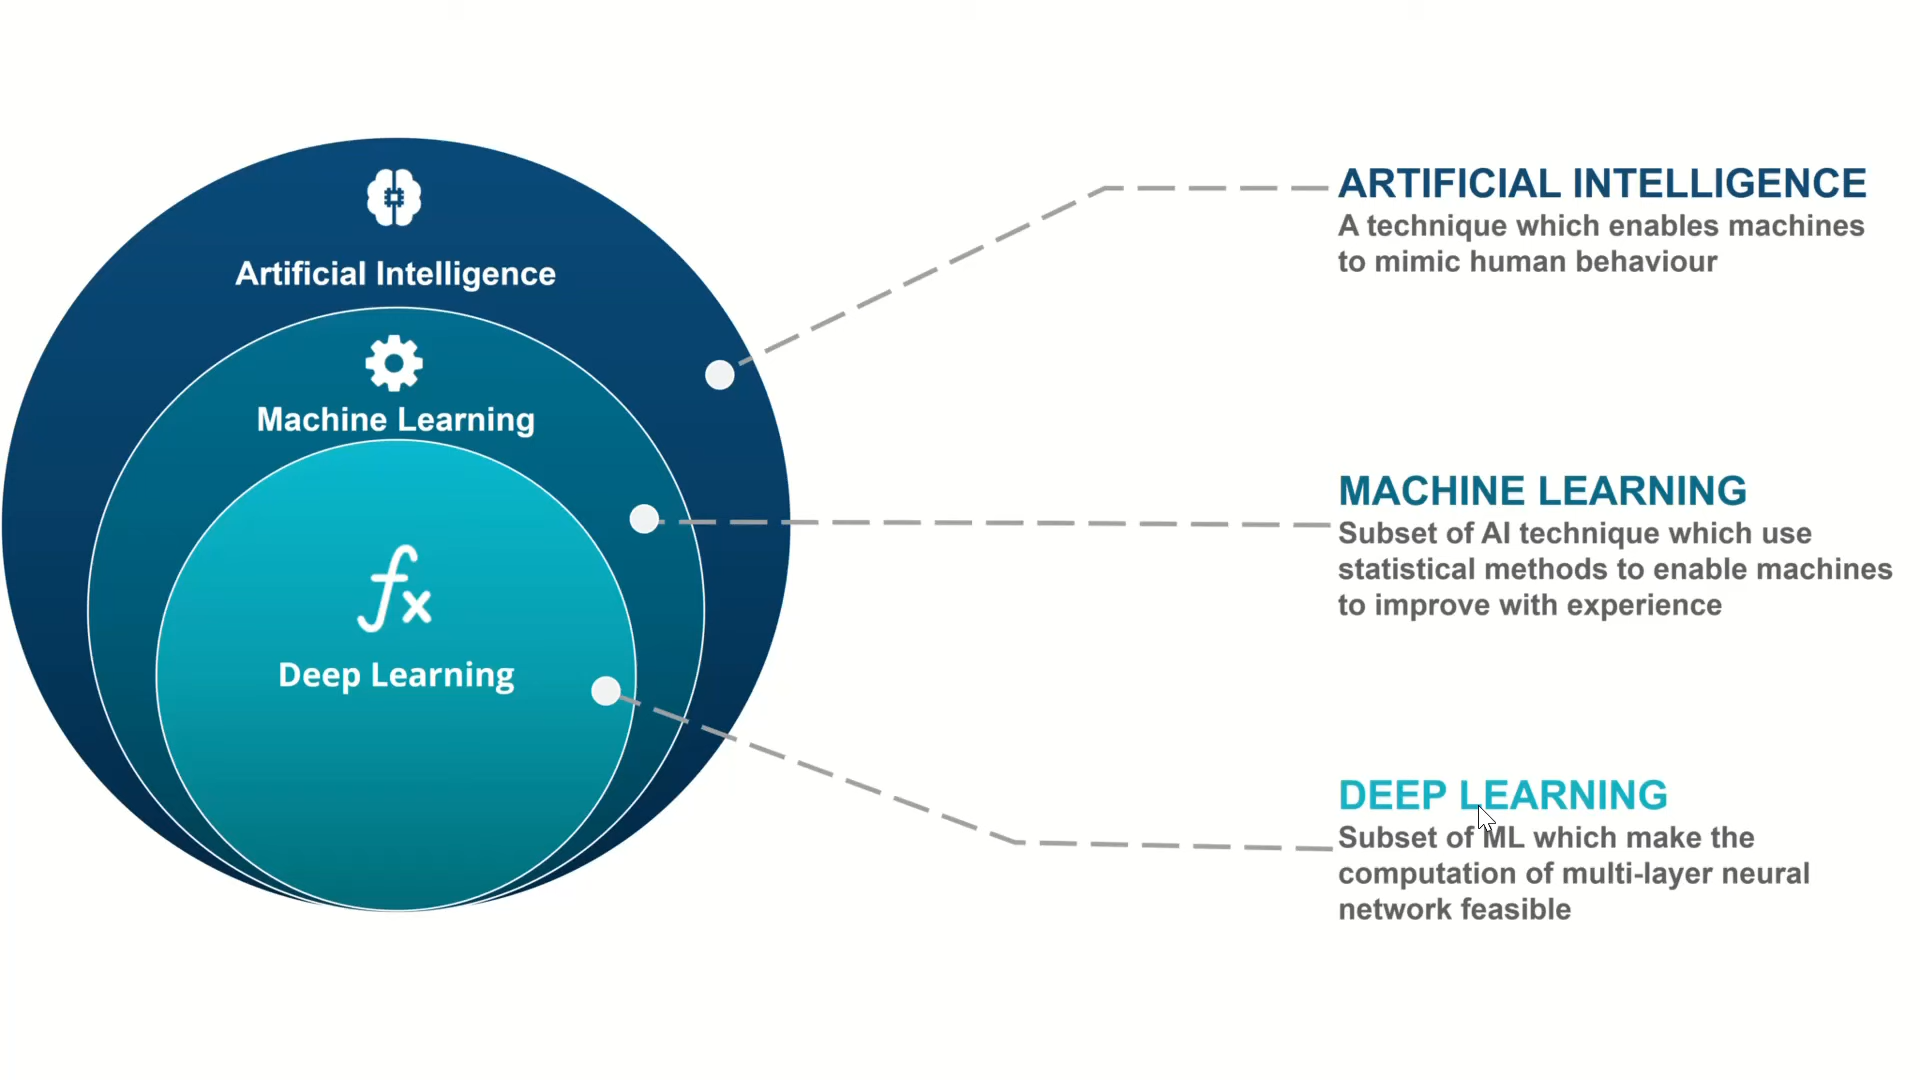 Artificial Intelligence
Machine Learning
fx
Deep Learning
ARTIFICIAL INTELLIGENCE
A technique which enables machines
to mimic human behaviour
MACHINE LEARNING
Subset of AI technique which use
statistical methods to enable machines
to improve with experience
DEEP LEARNING
Subset of ML which make the
computation of multi-layer neural
network feasible